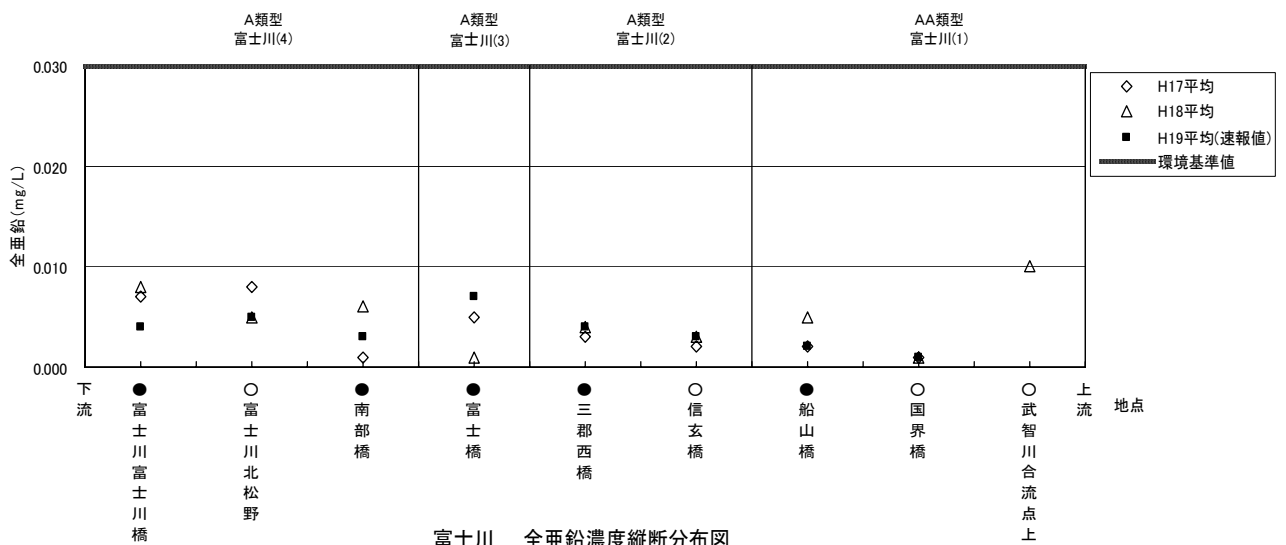 A類型
富士川(4)
A類型
富士川(3)
A類型
富士川(2)
AA類型
富士川(1)
全亜鉛(mg/L)
0.030
0.020
0.010
0.000
H17平均
H18平均
H19平均(速報値)
環境基準値
下流
富士川富士川橋
富士川北松野
南部橋
富士橋
三郡西橋
信玄橋
船山橋
国界橋
武智川合流点上
上流
地点
富士川 全亜鉛濃度縦断分布図